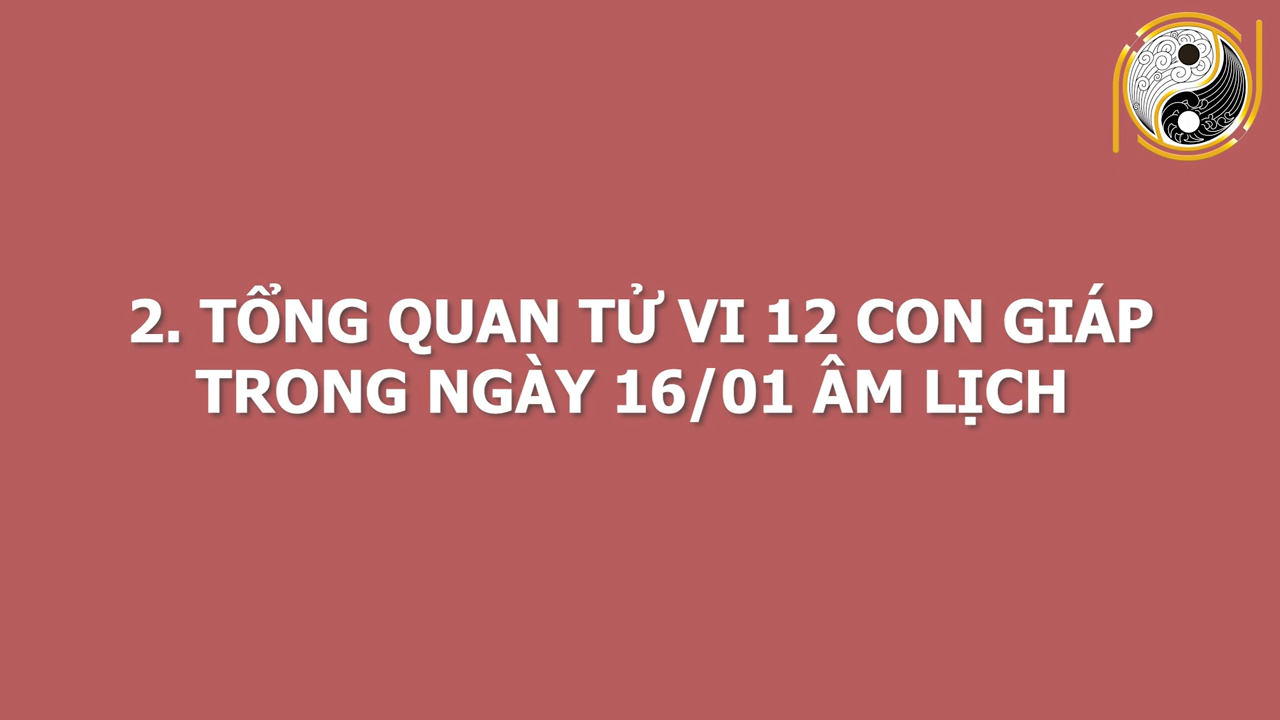 2. TỔNG QUAN TỬ VI 12 CON GIÁP
TRONG NGÀY 16/01 ÂM LỊCH